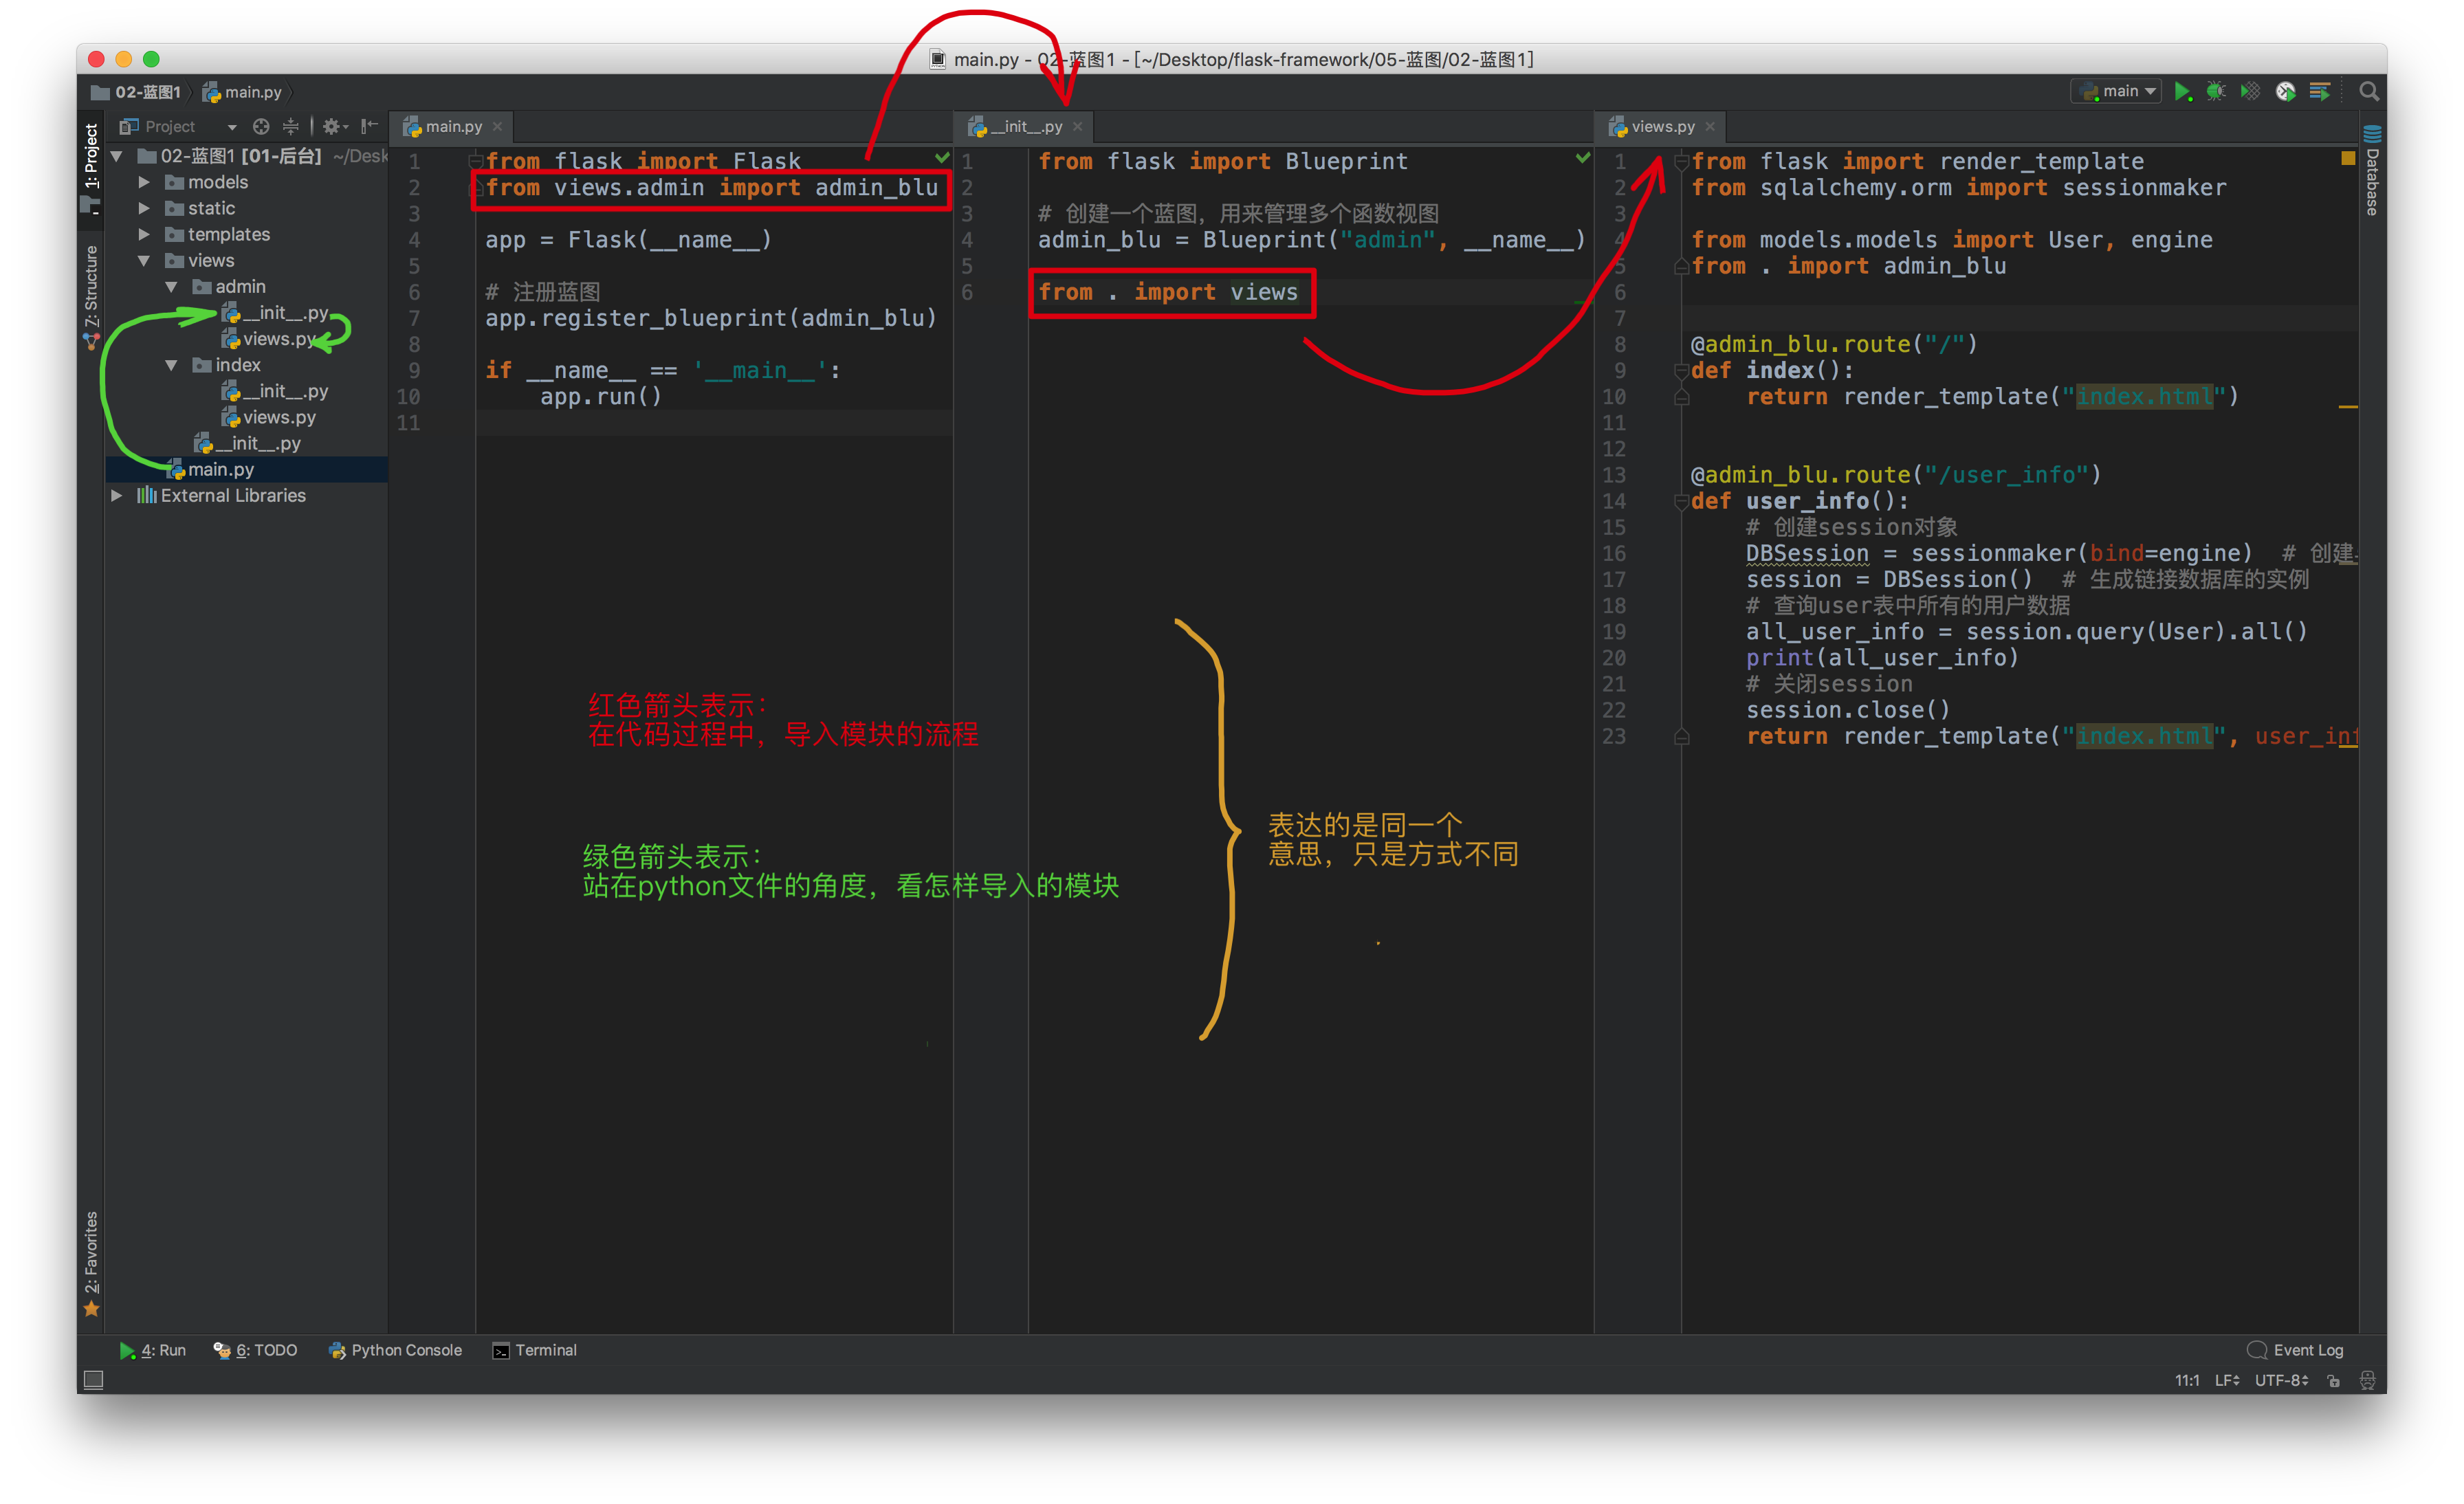 main.py - 02-蓝图1 - [~/Desktop/flask-framework/05-蓝图/02-蓝图1]
02-蓝图1
main.py
main
1: Project
Z: Structure
2: Favorites
Database
Project
02-蓝图1 [01-后台] ~/Desk
models
static
templates
views
admin
__init__.py
views.py
index
__init__.py
views.py
__init__.py
main.py
External Libraries
main.py
1 from flask import Flask
2 from views.admin import admin_blu
3
4 app = Flask(__name__)
5
6 # 注册蓝图
7 app.register_blueprint(admin_blu)
8
9 if __name__ == '__main__':
10     app.run()
11
__init__.py
1 from flask import Blueprint
2
3 # 创建一个蓝图，用来管理多个函数视图
4 admin_blu = Blueprint("admin", __name__)
5
6 from . import views
views.py
1 from flask import render_template
2 from sqlalchemy.orm import sessionmaker
3
4 from models.models import User, engine
5 from . import admin_blu
6
7
8 @admin_blu.route("/")
9 def index():
10     return render_template("index.html")
11
12
13 @admin_blu.route("/user_info")
14 def user_info():
15     # 创建session对象
16     DBSession = sessionmaker(bind=engine)  # 创建
17     session = DBSession()  # 生成链接数据库的实例
18     # 查询user表中所有的用户数据
19     all_user_info = session.query(User).all()
20     print(all_user_info)
21     # 关闭session
22     session.close()
23     return render_template("index.html", user_inf
红色箭头表示：
在代码过程中，导入模块的流程
绿色箭头表示：
站在python文件的角度，看怎样导入的模块
表达的是同一个
意思，只是方式不同
4: Run
6: TODO
Python Console
Terminal
Event Log
11:1
LF
UTF-8